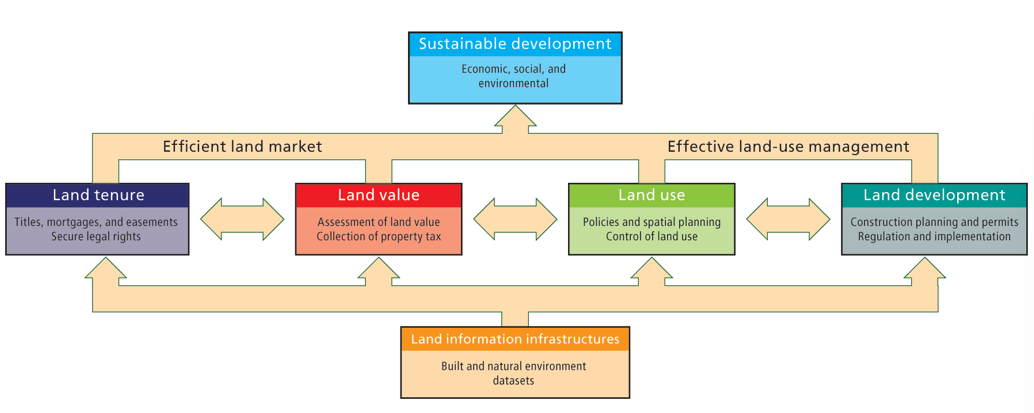 Sustainable development
Economic, social, and
environmental
Efficient land market
Effective land-use management
Land tenure
Titles, mortgages, and easements
Secure legal rights
Land value
Assessment of land value
Collection of property tax
Land use
Policies and spatial planning
Control of land use
Land development
Construction planning and permits
Regulation and implementation
Land information infrastructures
Built and natural environment
datasets